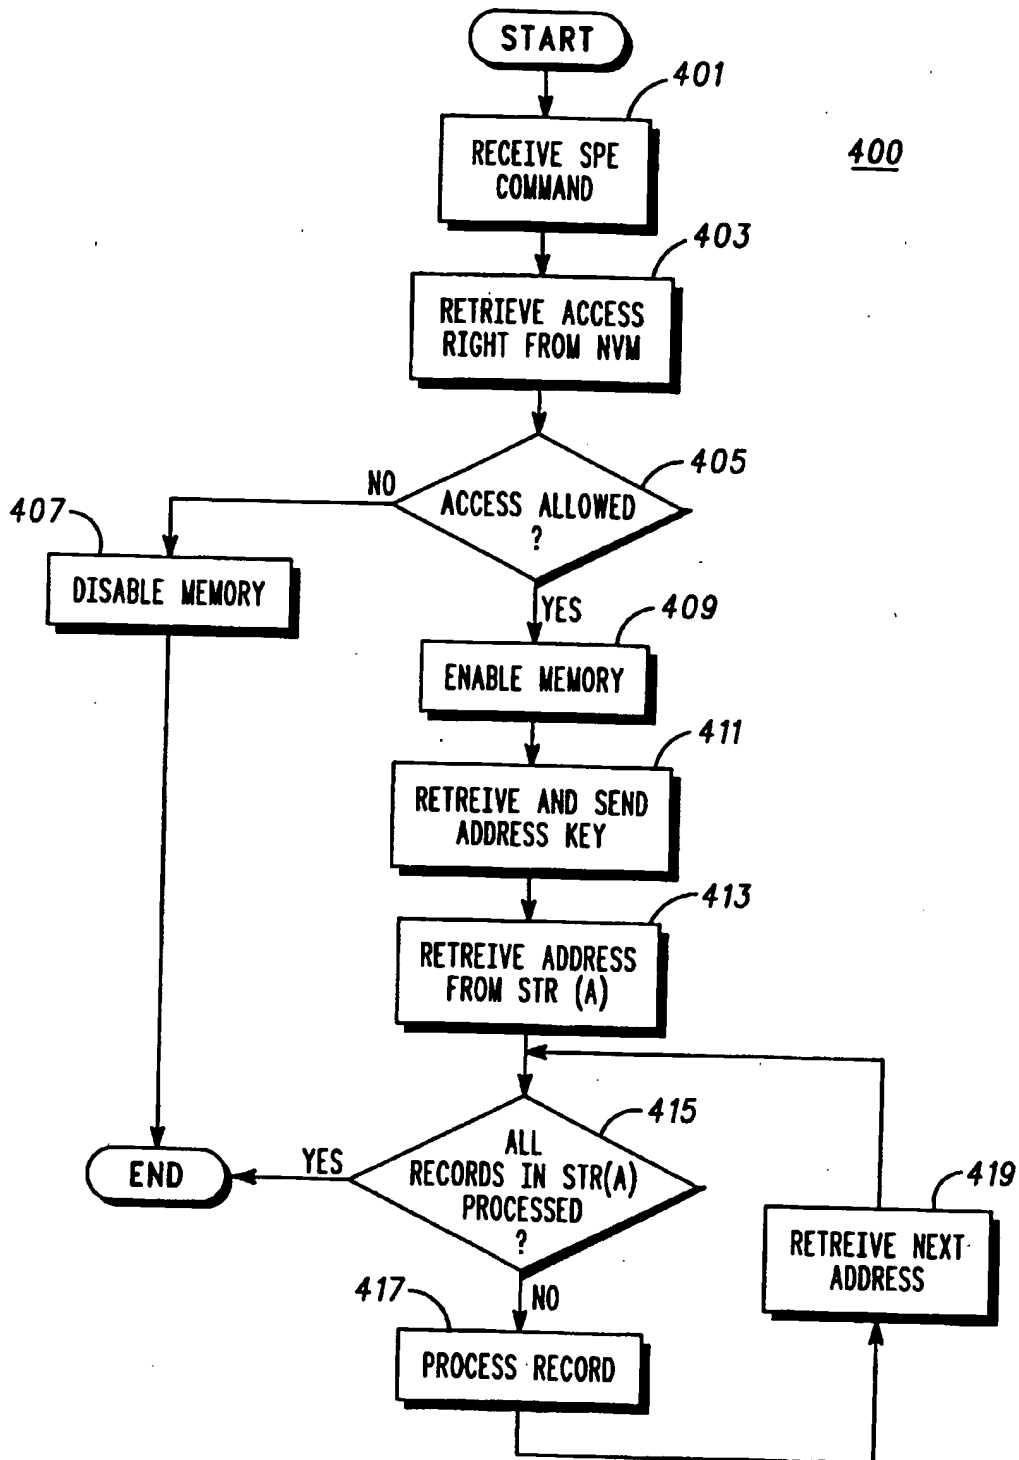 START
401
400
RECEIVE SPE
COMMAND
403
RETRIEVE ACCESS
RIGHT FROM NVM
405
NO
ACCESS ALLOWED
?
407
DISABLE MEMORY
YES
409
ENABLE MEMORY
411
RETREIVE AND SEND
ADDRESS KEY
413
RETREIVE ADDRESS
FROM STR (A)
415
ALL
RECORDS IN STR(A)
PROCESSED
?
YES
END
419
RETREIVE NEXT
ADDRESS
NO
417
PROCESS RECORD